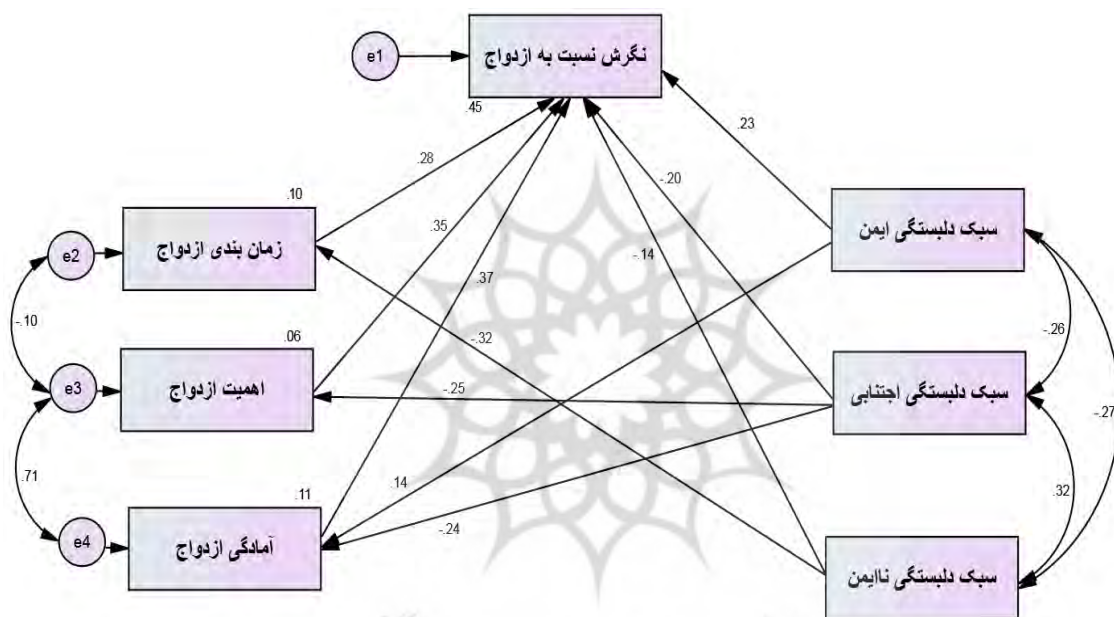 e1
نگرش نسبت به ازدواج
.45
.23
.28
-.20
.10
.35
-.14
سبک دلبستگی ایمن
زمان بندی ازدواج
e2
.37
-.10
-.32
-.26
.06
e3
اهمیت ازدواج
-.25
سبک دلبستگی اجتنابی
-.27
.71
.14
.32
.11
-.24
e4
آمادگی ازدواج
سبک دلبستگی ناایمن